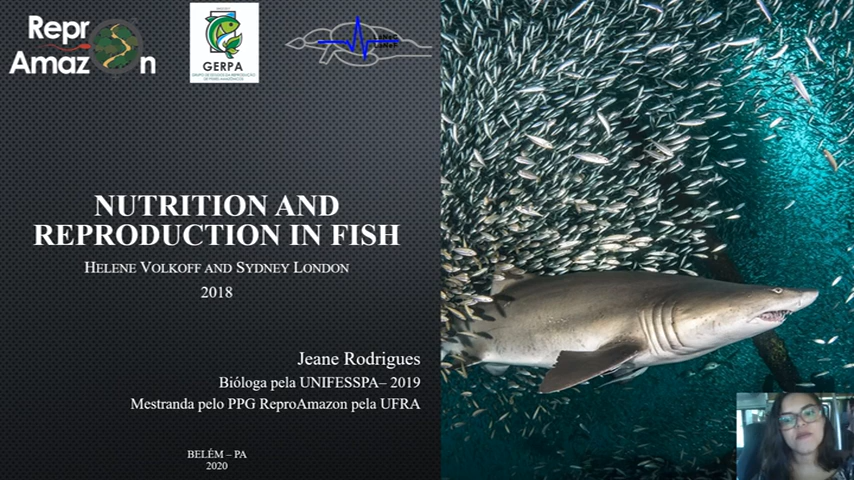 Repr
Amaz n
GERPA
NUTRITION AND
REPRODUCTION IN FISH
HELENE VOLKOFF AND SYDNEY LONDON
2018
Jeane Rodrigues
Bióloga pela UNIFESSPA– 2019
Mestranda pelo PPG ReproAmazon pela UFRA
BELÉM – PA
2020